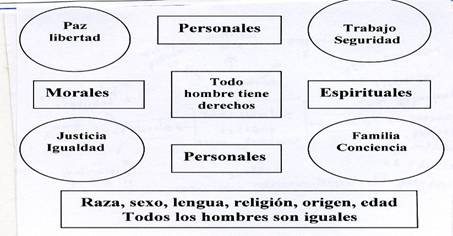 Paz
libertad
Personales
Trabajo
Seguridad
Morales
Todo
hombre tiene
derechos
Espirituales
Justicia
Igualdad
Personales
Familia
Conciencia
Raza, sexo, lengua, religión, origen, edad
Todos los hombres son iguales